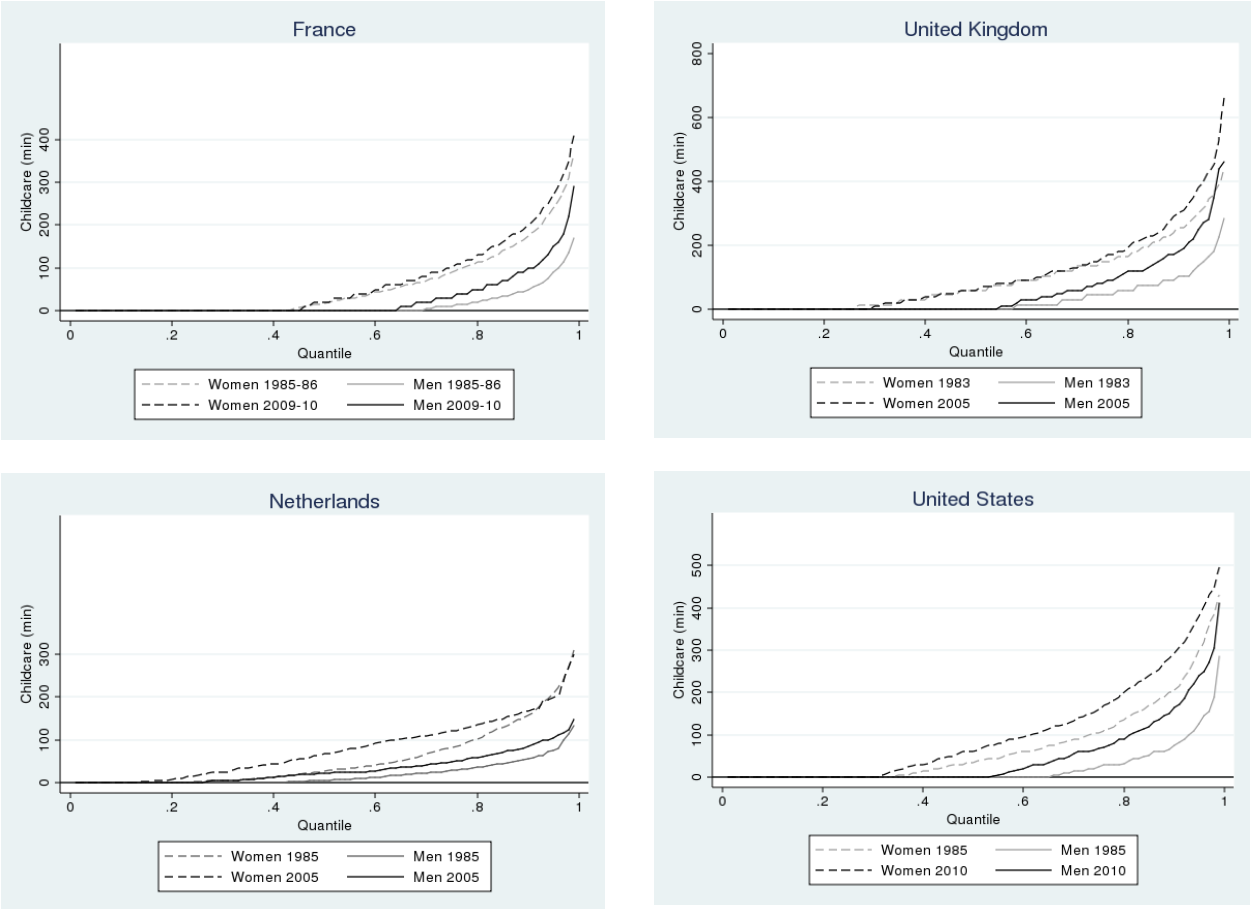 France
Childcare (min)
400
300
200
100
0
0 .2 .4 .6 .8 1
Quantile
Women 1985-86 Men 1985-86
Women 2009-10 Men 2009-10
United Kingdom
Childcare (min)
800
600
400
200
0
0 .2 .4 .6 .8 1
Quantile
Women 1983 Men 1983
Women 2005 Men 2005
Netherlands
Childcare (min)
300
200
100
0
0 .2 .4 .6 .8 1
Quantile
Women 1985 Men 1985
Women 2005 Men 2005
United States
Childcare (min)
500
400
300
200
100
0
0 .2 .4 .6 .8 1
Quantile
Women 1985 Men 1985
Women 2010 Men 2010